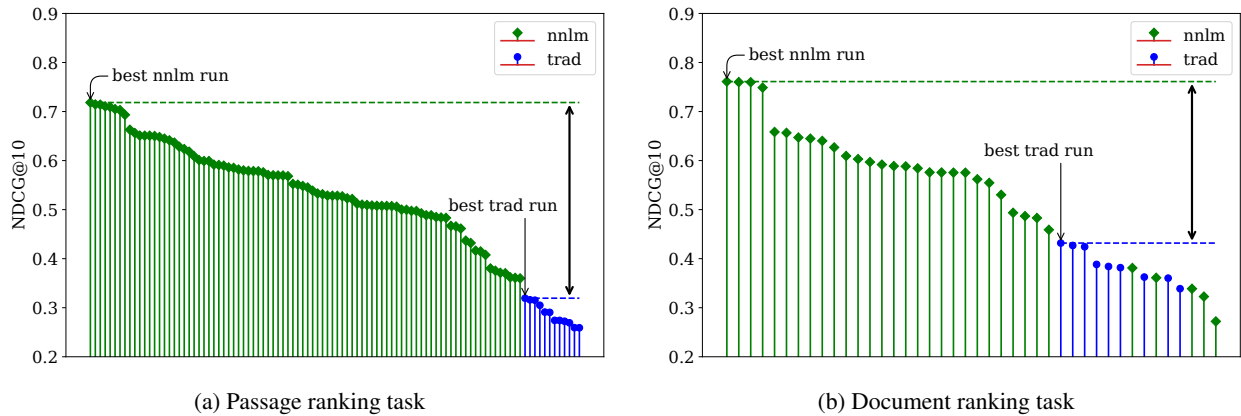 0.9
0.8
0.7
0.6
0.5
0.4
0.3
0.2
NDCG@10
best nnlm run
best trad run
nnlm
trad
(a) Passage ranking task
0.9
0.8
0.7
0.6
0.5
0.4
0.3
0.2
NDCG@10
best nnlm run
best trad run
nnlm
trad
(b) Document ranking task